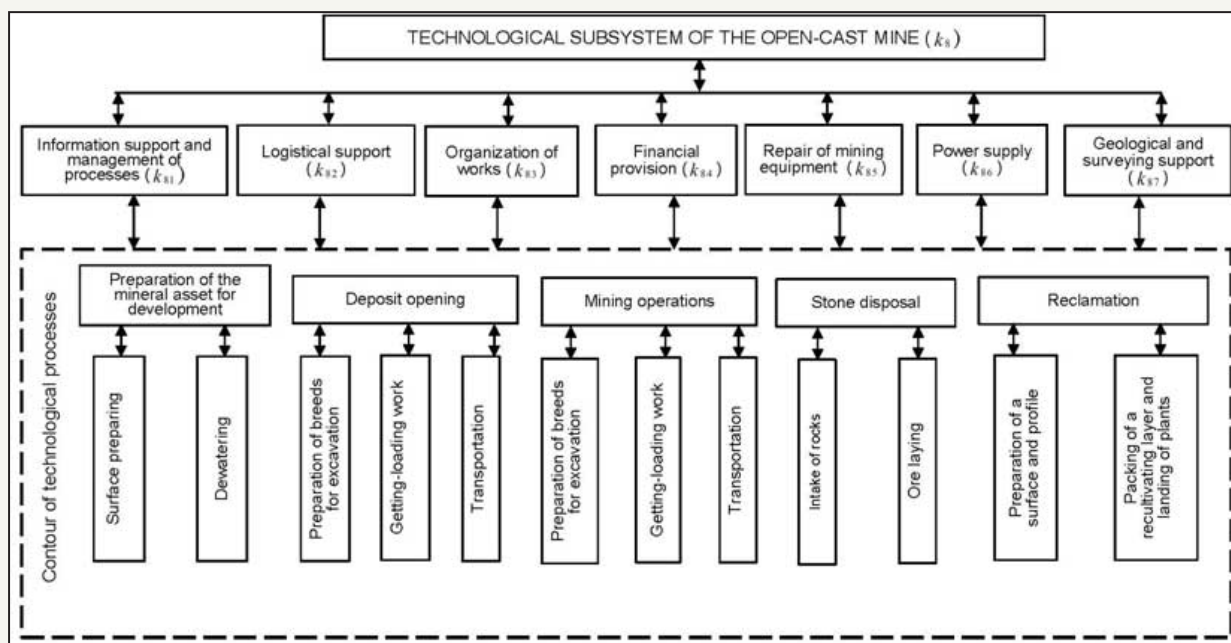 TECHNOLOGICAL SUBSYSTEM OF THE OPEN-CAST MINE (k8)
Information support and
management of
processes (k81)
Logistical support
(k82)
Organization of
works (k83)
Financial
provision (k84)
Repair of mining
equipment (k85)
Power supply
(k86)
Geological and
surveying support
(k87)
Contour of technological processes
Preparation of the
mineral asset for
development
Deposit opening
Mining operations
Stone disposal
Reclamation
Surface preparing
Dewatering
Preparation of breeds
for excavation
Getting-loading work
Transportation
Preparation of breeds
for excavation
Getting-loading work
Transportation
Intake of rocks
Ore laying
Preparation of a
surface and profile
Packing of a
recultivating layer and
landing of plants